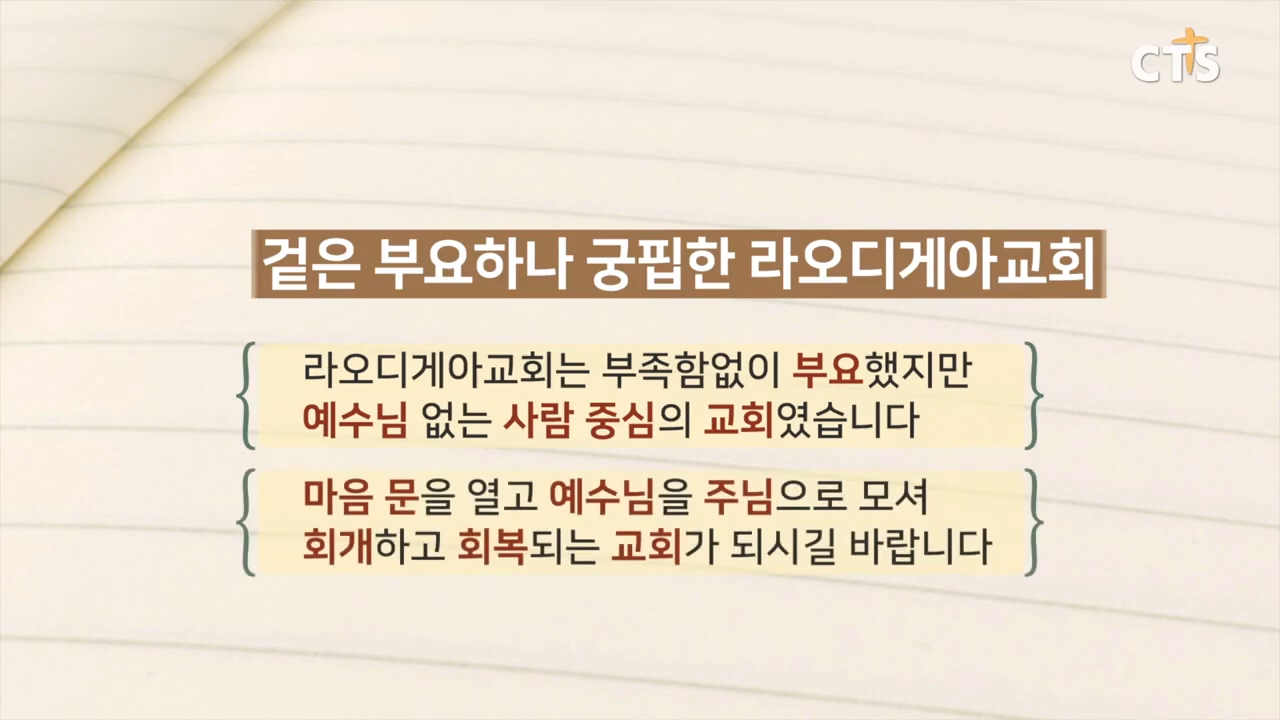 CTS
겉은 부요하나 궁핍한 라오디게아교회
라오디게아교회는 부족함없이 부요했지만
예수님 없는 사람 중심의 교회였습니다
마음 문을 열고 예수님을 주님으로 모셔
회개하고 회복되는 교회가 되시길 바랍니다